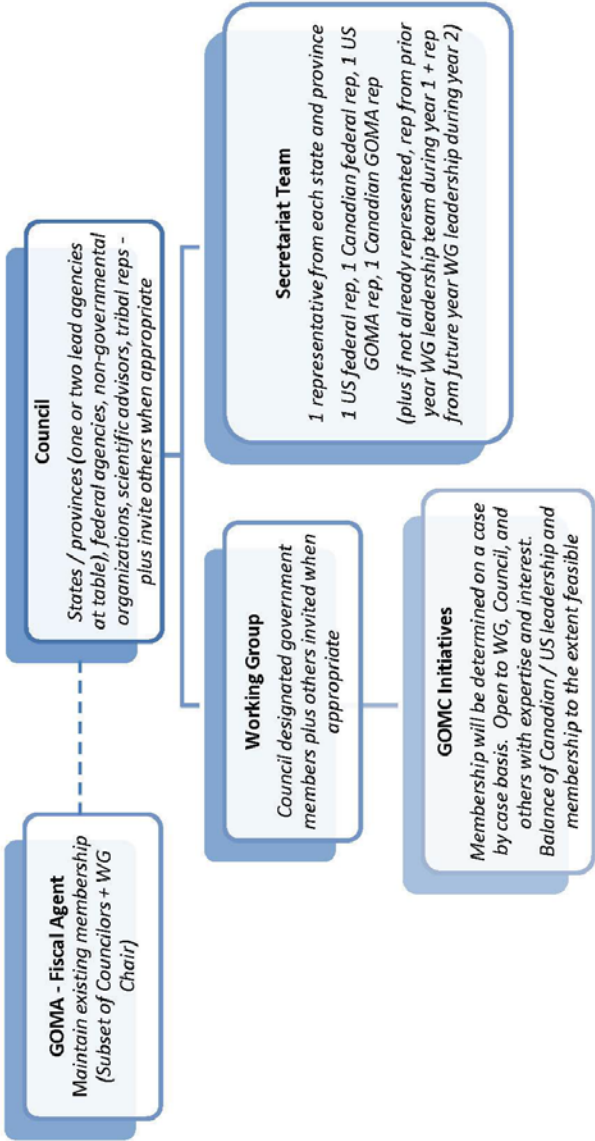 GOMA - Fiscal Agent
Maintain existing membership
(Subset of Councilors + WG
Chair)
Council
States / provinces (one or two lead agencies
at table), federal agencies, non-governmental
organizations, scientific advisors, tribal reps -
plus invite others when appropriate
Working Group
Council designated government
members plus others invited when
appropriate
Secretariat Team
1 representative from each state and province
1 US federal rep, 1 Canadian federal rep, 1 US
GOMA rep, 1 Canadian GOMA rep
(plus if not already represented, rep from prior
year WG leadership team during year 1 + rep
from future year WG leadership during year 2)
GOMC Initiatives
Membership will be determined on a case
by case basis. Open to WG, Council, and
others with expertise and interest.
Balance of Canadian / US leadership and
membership to the extent feasible